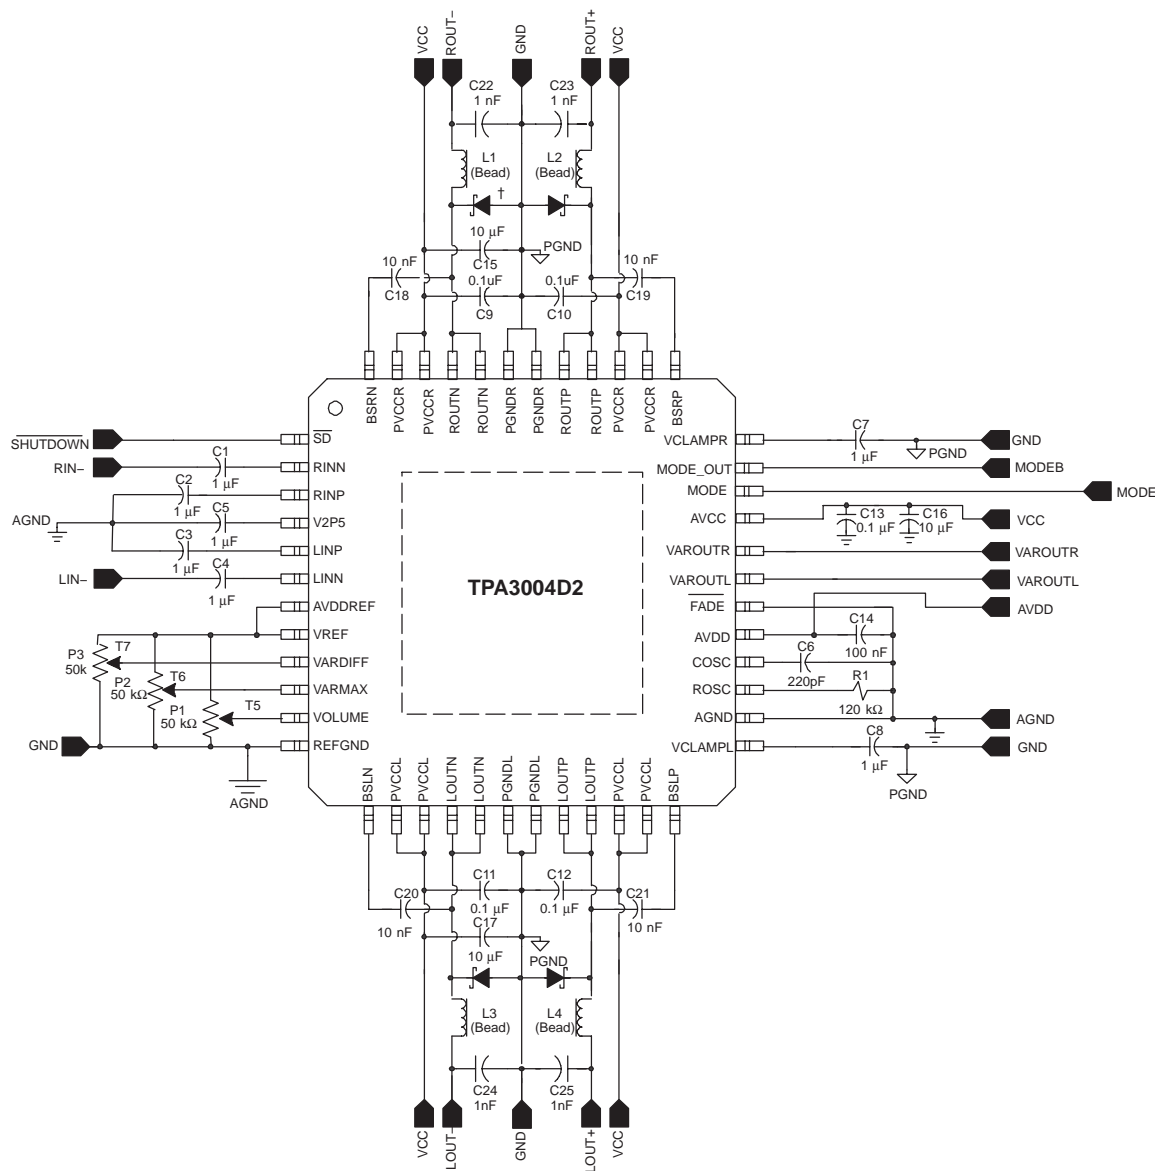 VCC
ROUT−
GND
ROUT+
VCC
C22
1 nF
C23
1 nF
L1
(Bead)
L2
(Bead)
†
10 µF
C15
PGND
10 nF
C18
0.1uF
C9
0.1uF
C10
10 nF
C19
BSRN
PVCCR
PVCCR
ROUTN
ROUTN
PGNDR
PGNDR
ROUTP
ROUTP
PVCCR
PVCCR
BSRP
SHUTDOWN
SD
RIN−
C1
1 µF
RINN
C2
1 µF
RINP
AGND
C5
1 µF
V2P5
C3
1 µF
LINP
LIN−
C4
1 µF
LINN
AVDDREF
VREF
P3
50k
T7
VARDIFF
P2
50 kΩ
T6
VARMAX
P1
50 kΩ
T5
VOLUME
GND
REFGND
AGND
TPA3004D2
VCLAMPR
C7
1 µF
PGND
GND
MODE_OUT
MODEB
MODE
MODE
AVCC
C13
0.1 µF
C16
10 µF
VCC
VAROUTR
VAROUTR
VAROUTL
VAROUTL
FADE
AVDD
AVDD
C14
100 nF
COSC
C6
220pF
ROSC
R1
120 kΩ
AGND
AGND
VCLAMPL
C8
1 µF
PGND
GND
BSLN
PVCCL
PVCCL
LOUTN
LOUTN
PGNDL
PGNDL
LOUTP
LOUTP
PVCCL
PVCCL
BSLP
C20
10 nF
C11
0.1 µF
C12
0.1 µF
C21
10 nF
C17
10 µF
PGND
L3
(Bead)
L4
(Bead)
C24
1nF
C25
1nF
VCC
LOUT−
GND
LOUT+
VCC